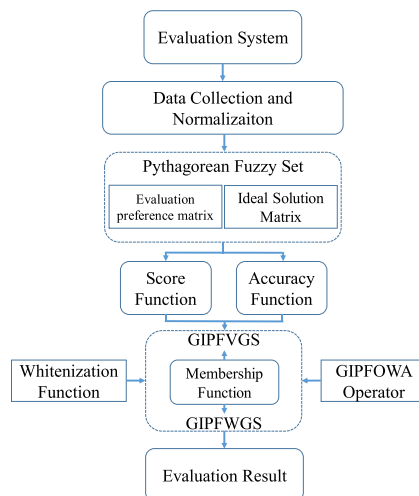 Evaluation System
Data Collection and
Normalizaiton
Pythagorean Fuzzy Set
Evaluation
preference matrix
Ideal Solution
Matrix
Score
Function
Accuracy
Function
GIPFVGS
Whitenization
Function
Membership
Function
GIPFOWA
Operator
GIPFWGS
Evaluation Result